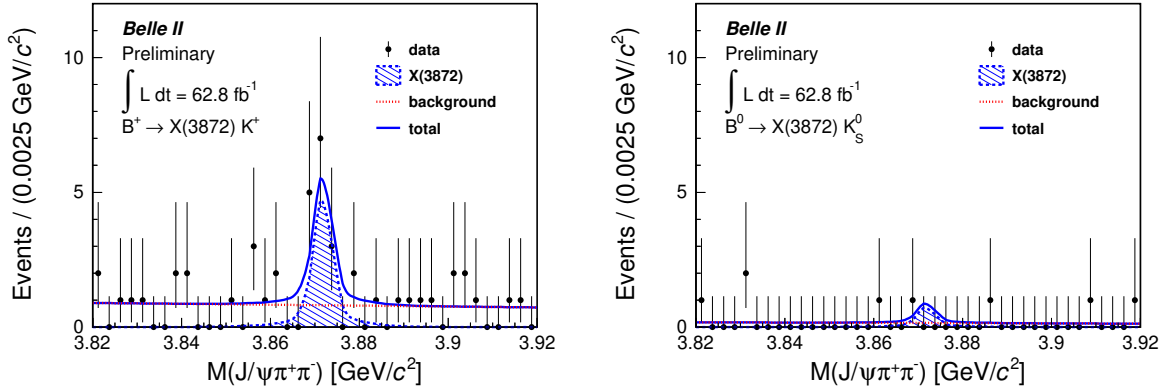 Belle II
Preliminary
∫ L dt = 62.8 fb⁻¹
B⁺ → X(3872) K⁺
data
X(3872)
background
total
Events / (0.0025 GeV/c²)
10
5
0
3.82 3.84 3.86 3.88 3.9 3.92
M(J/ψπ⁺π⁻) [GeV/c²]
Belle II
Preliminary
∫ L dt = 62.8 fb⁻¹
B⁰ → X(3872) K⁰_S
data
X(3872)
background
total
Events / (0.0025 GeV/c²)
10
5
0
3.82 3.84 3.86 3.88 3.9 3.92
M(J/ψπ⁺π⁻) [GeV/c²]